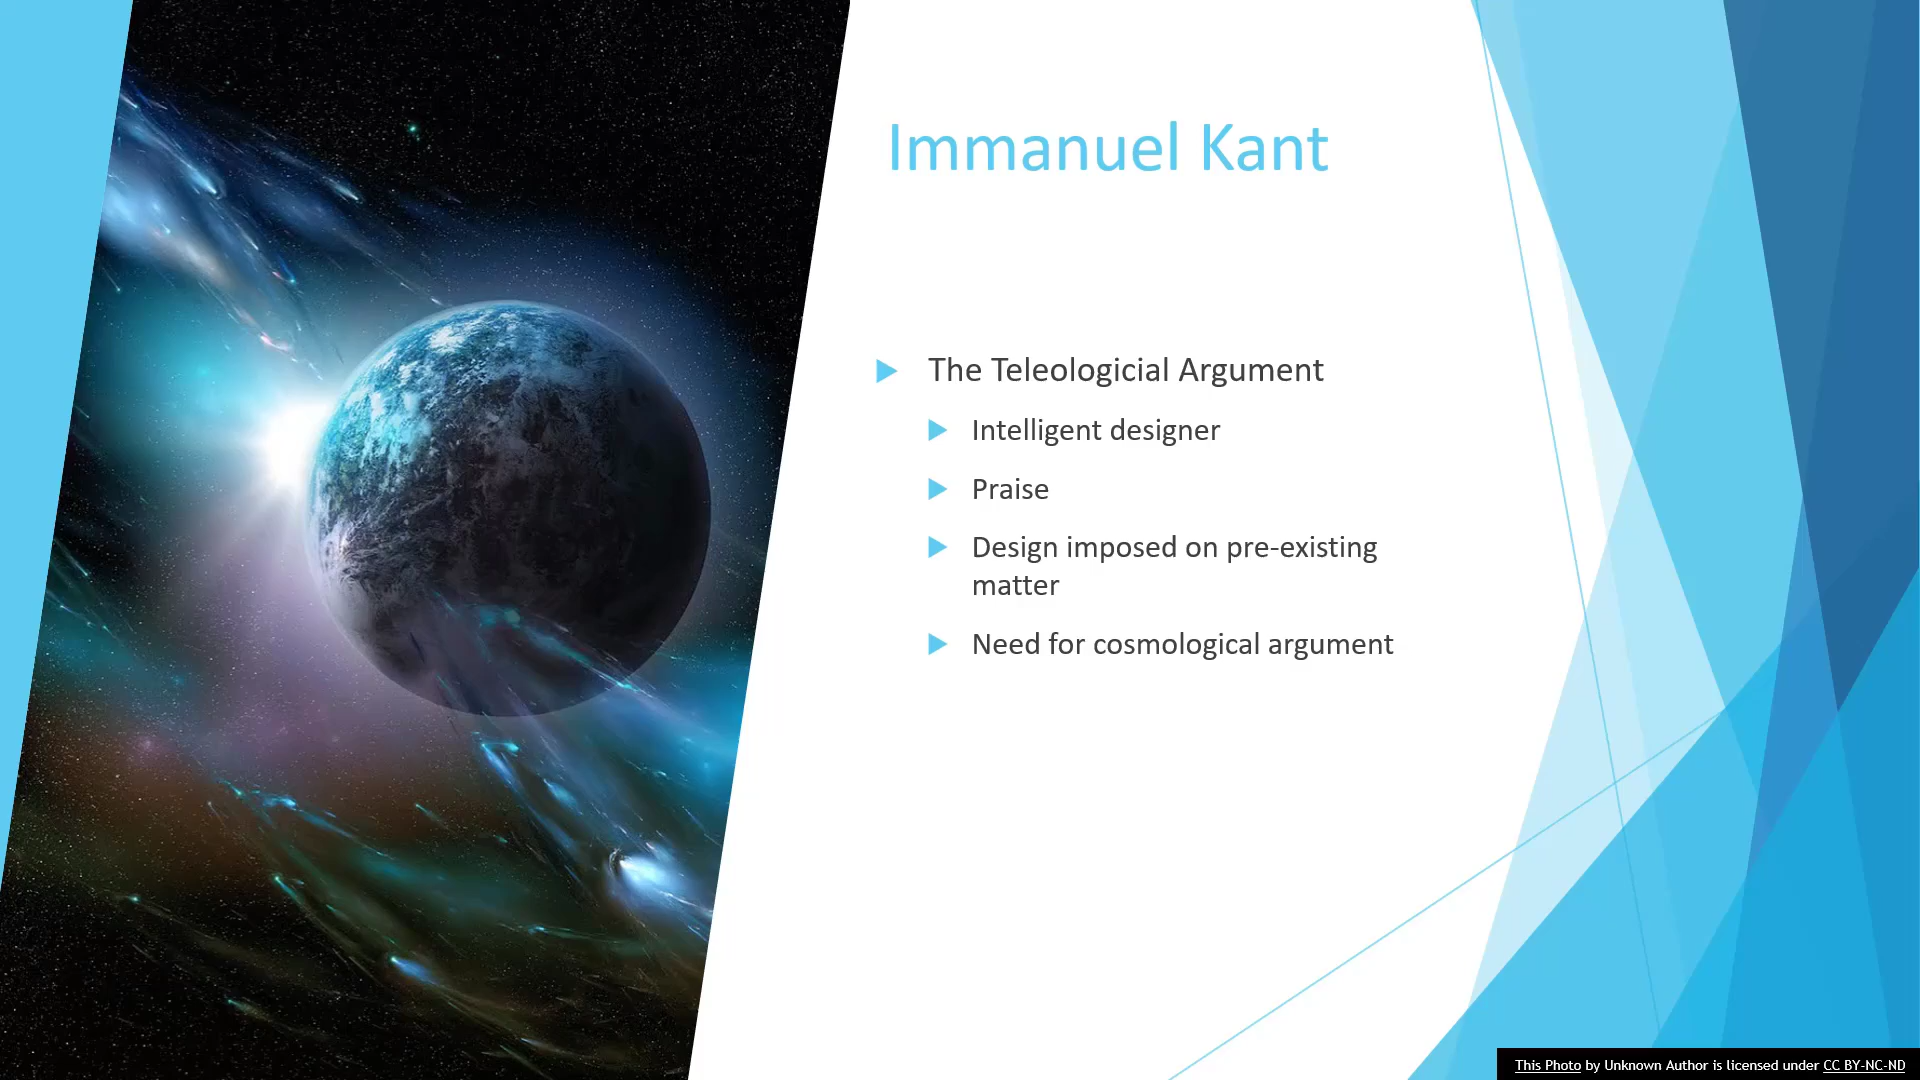 Immanuel Kant
The Teleologicial Argument
Intelligent designer
Praise
Design imposed on pre-existing
matter
Need for cosmological argument
This Photo by Unknown Author is licensed under CC BY-NC-ND